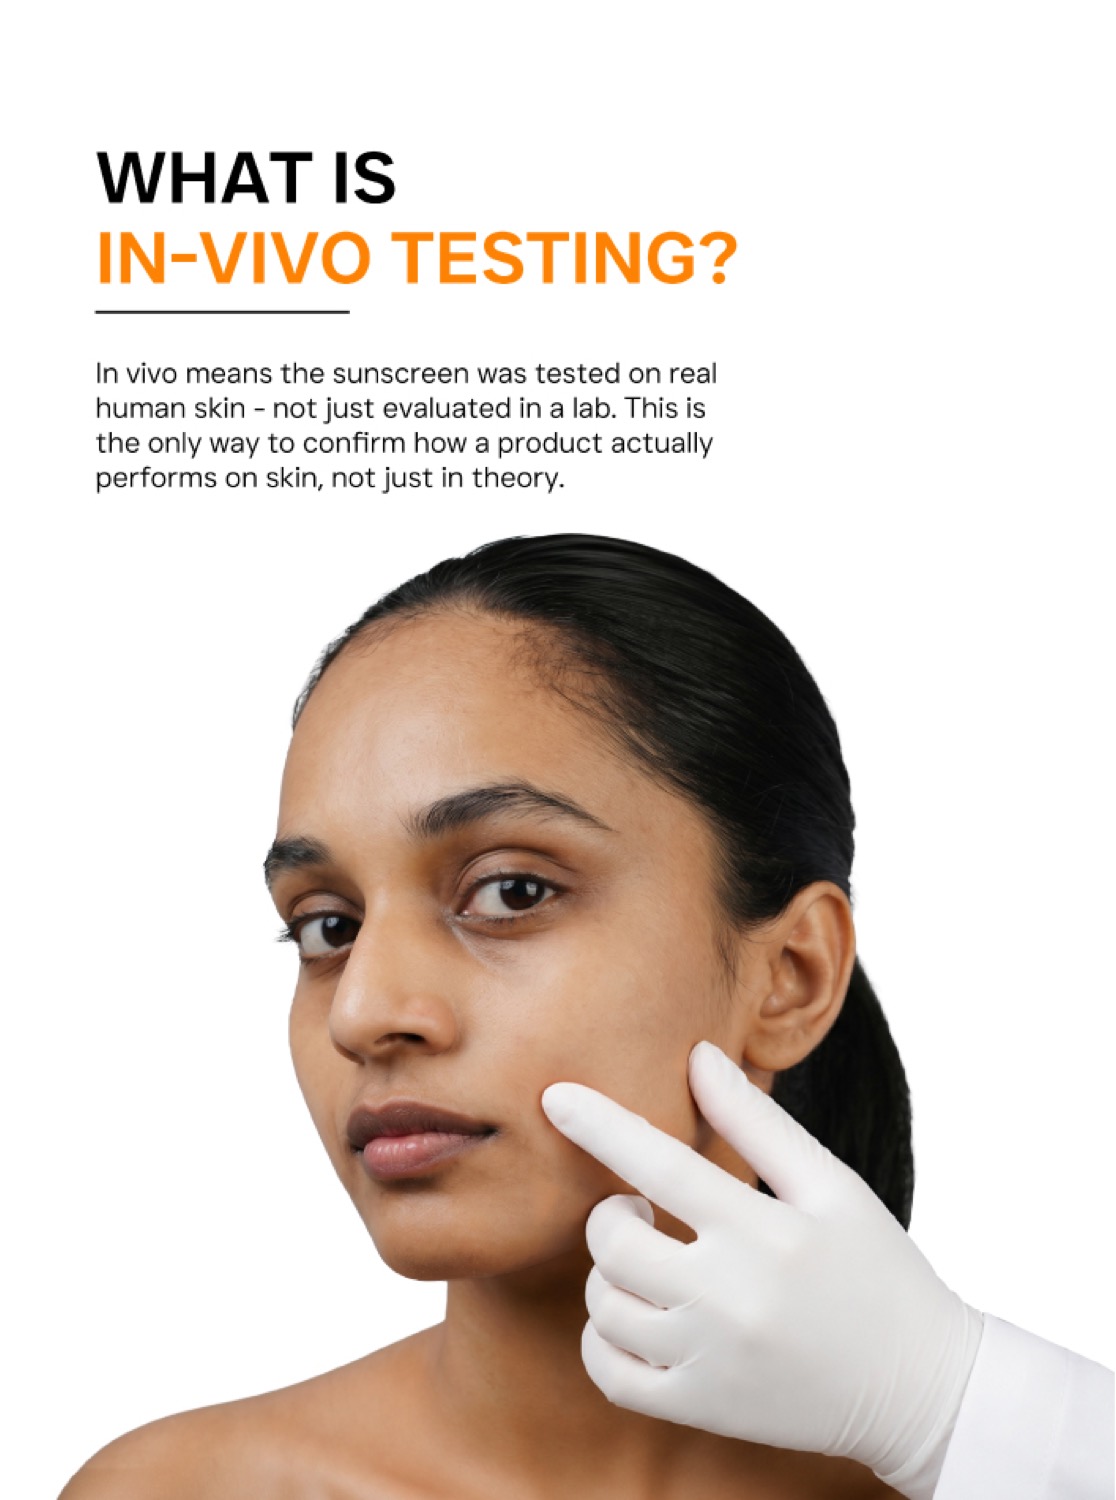 WHAT IS
IN-VIVO TESTING?
In vivo means the sunscreen was tested on real
human skin - not just evaluated in a lab. This is
the only way to confirm how a product actually
performs on skin, not just in theory.